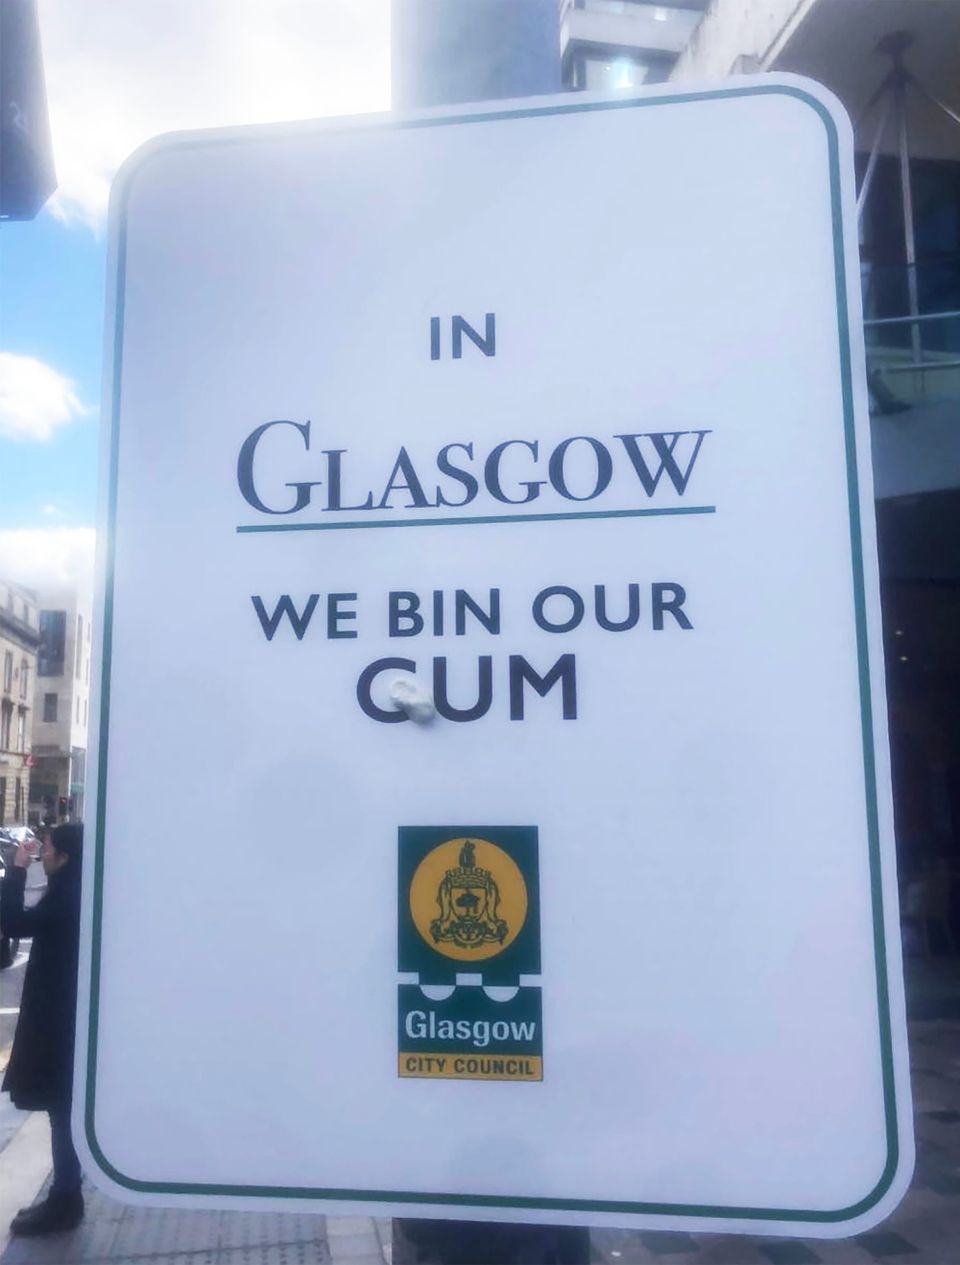 IN
GLASGOW
WE BIN OUR
CUM
Glasgow
CITY COUNCIL